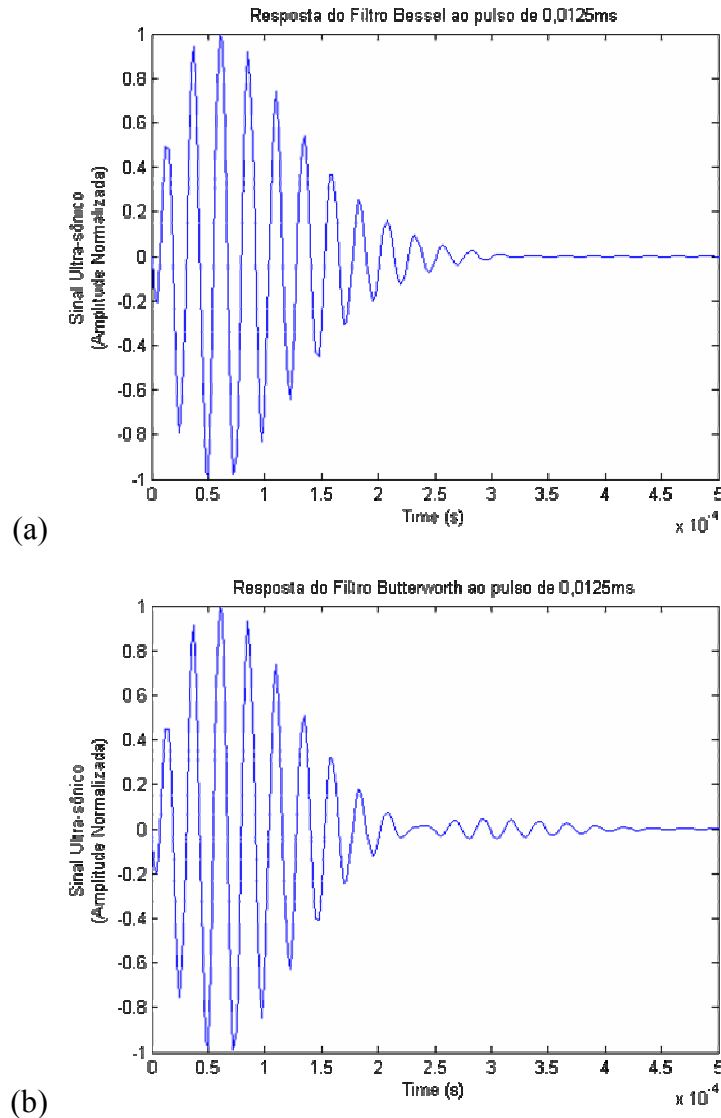 Resposta do Filtro Bessel ao pulso de 0,0125ms
Sinal Ultra-sônico
(Amplitude Normalizada)
1
0.8
0.6
0.4
0.2
0
-0.2
-0.4
-0.6
-0.8
-1
0 0.5 1 1.5 2 2.5 3 3.5 4 4.5 5
Time (s)
x 10-4
(a)
Resposta do Filtro Butterworth ao pulso de 0,0125ms
Sinal Ultra-sônico
(Amplitude Normalizada)
1
0.8
0.6
0.4
0.2
0
-0.2
-0.4
-0.6
-0.8
-1
0 0.5 1 1.5 2 2.5 3 3.5 4 4.5 5
Time (s)
x 10-4
(b)